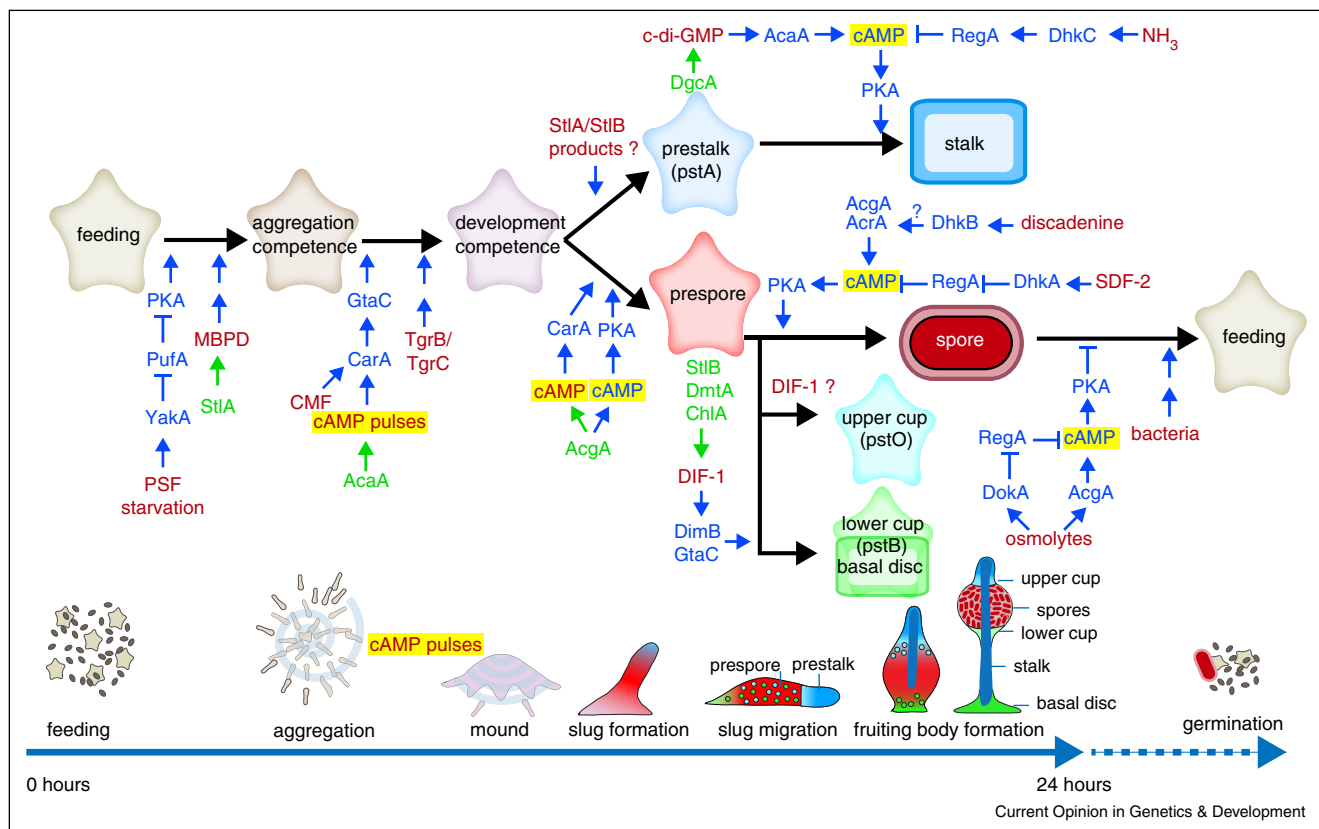 c-di-GMP
AcaA
cAMP
RegA
DhkC
NH3
DgcA
PKA
StlA/StlB
products ?
prestalk
(pstA)
stalk
feeding
aggregation
competence
development
competence
AcgA
AcrA
?
DhkB
discadenine
prespore
PKA
cAMP
RegA
DhkA
SDF-2
feeding
PKA
PufA
YakA
PSF
starvation
MBPD
StlA
GtaC
CarA
CMF
cAMP pulses
AcaA
TgrB/
TgrC
CarA
PKA
cAMP
cAMP
AcgA
spore
StlB
DmtA
ChlA
DIF-1
DimB
GtaC
DIF-1 ?
upper cup
(pstO)
lower cup
(pstB)
basal disc
PKA
RegA
cAMP
bacteria
DokA
AcgA
osmolytes
cAMP pulses
prespore
prestalk
upper cup
spores
lower cup
stalk
basal disc
feeding
aggregation
mound
slug formation
slug migration
fruiting body formation
germination
0 hours
24 hours
Current Opinion in Genetics & Development